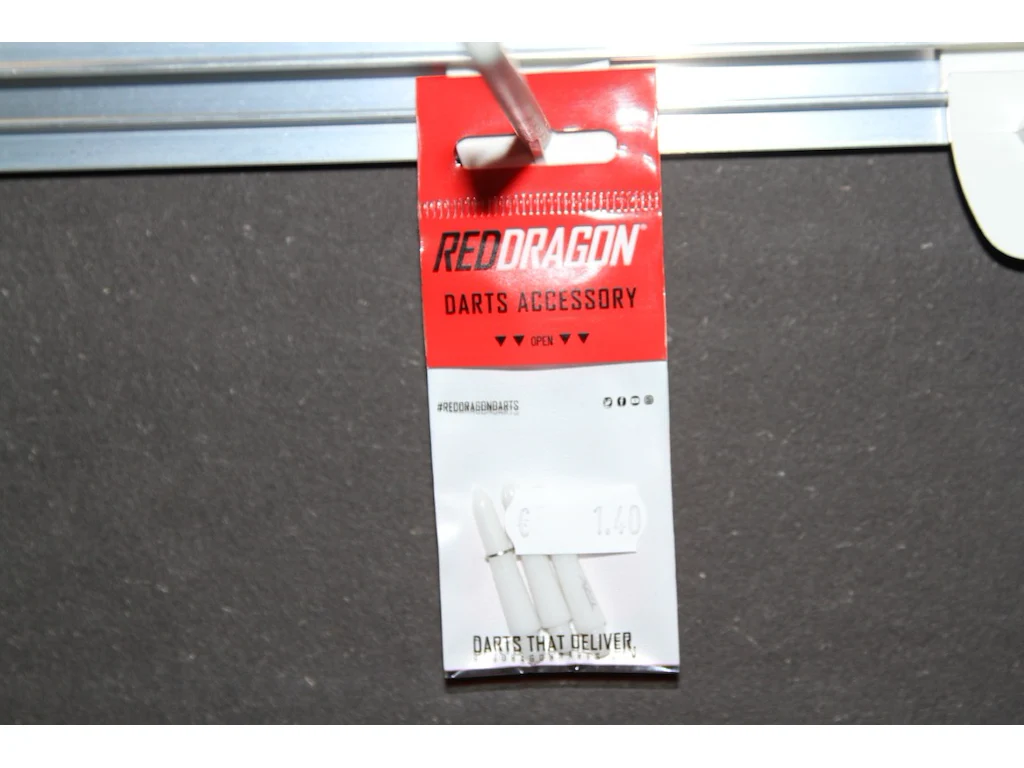 REDDRAGON
DARTS ACCESSORY
▼ ▼ OPEN ▼ ▼
#REDDRAGONDARTS
€ 1.40
DARTS THAT DELIVER.